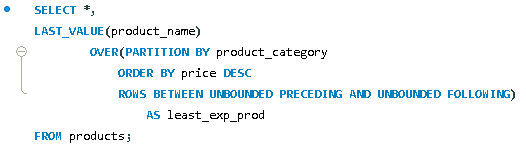 SELECT *,
LAST_VALUE(product_name)
OVER(PARTITION BY product_category
ORDER BY price DESC
ROWS BETWEEN UNBOUNDED PRECEDING AND UNBOUNDED FOLLOWING)
AS least_exp_prod
FROM products;